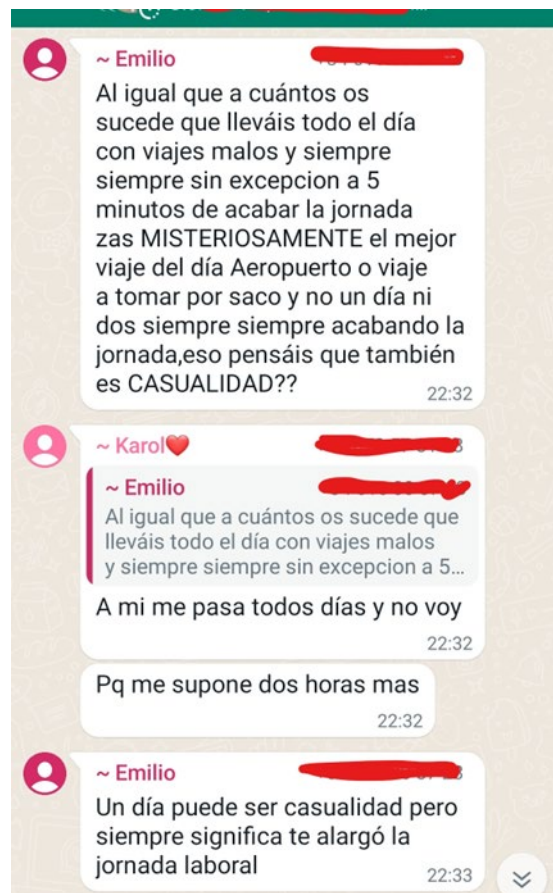 ~ Emilio
Al igual que a cuántos os
sucede que lleváis todo el día
con viajes malos y siempre
siempre sin excepcion a 5
minutos de acabar la jornada
zas MISTERIOSAMENTE el mejor
viaje del día Aeropuerto o viaje
a tomar por saco y no un día ni
dos siempre siempre acabando la
jornada,eso pensáis que también
es CASUALIDAD??
22:32
~ Karol❤️
~ Emilio
Al igual que a cuántos os sucede que
lleváis todo el día con viajes malos
y siempre siempre sin excepcion a 5...
A mi me pasa todos días y no voy
22:32
Pq me supone dos horas mas
22:32
~ Emilio
Un día puede ser casualidad pero
siempre significa te alargó la
jornada laboral
22:33